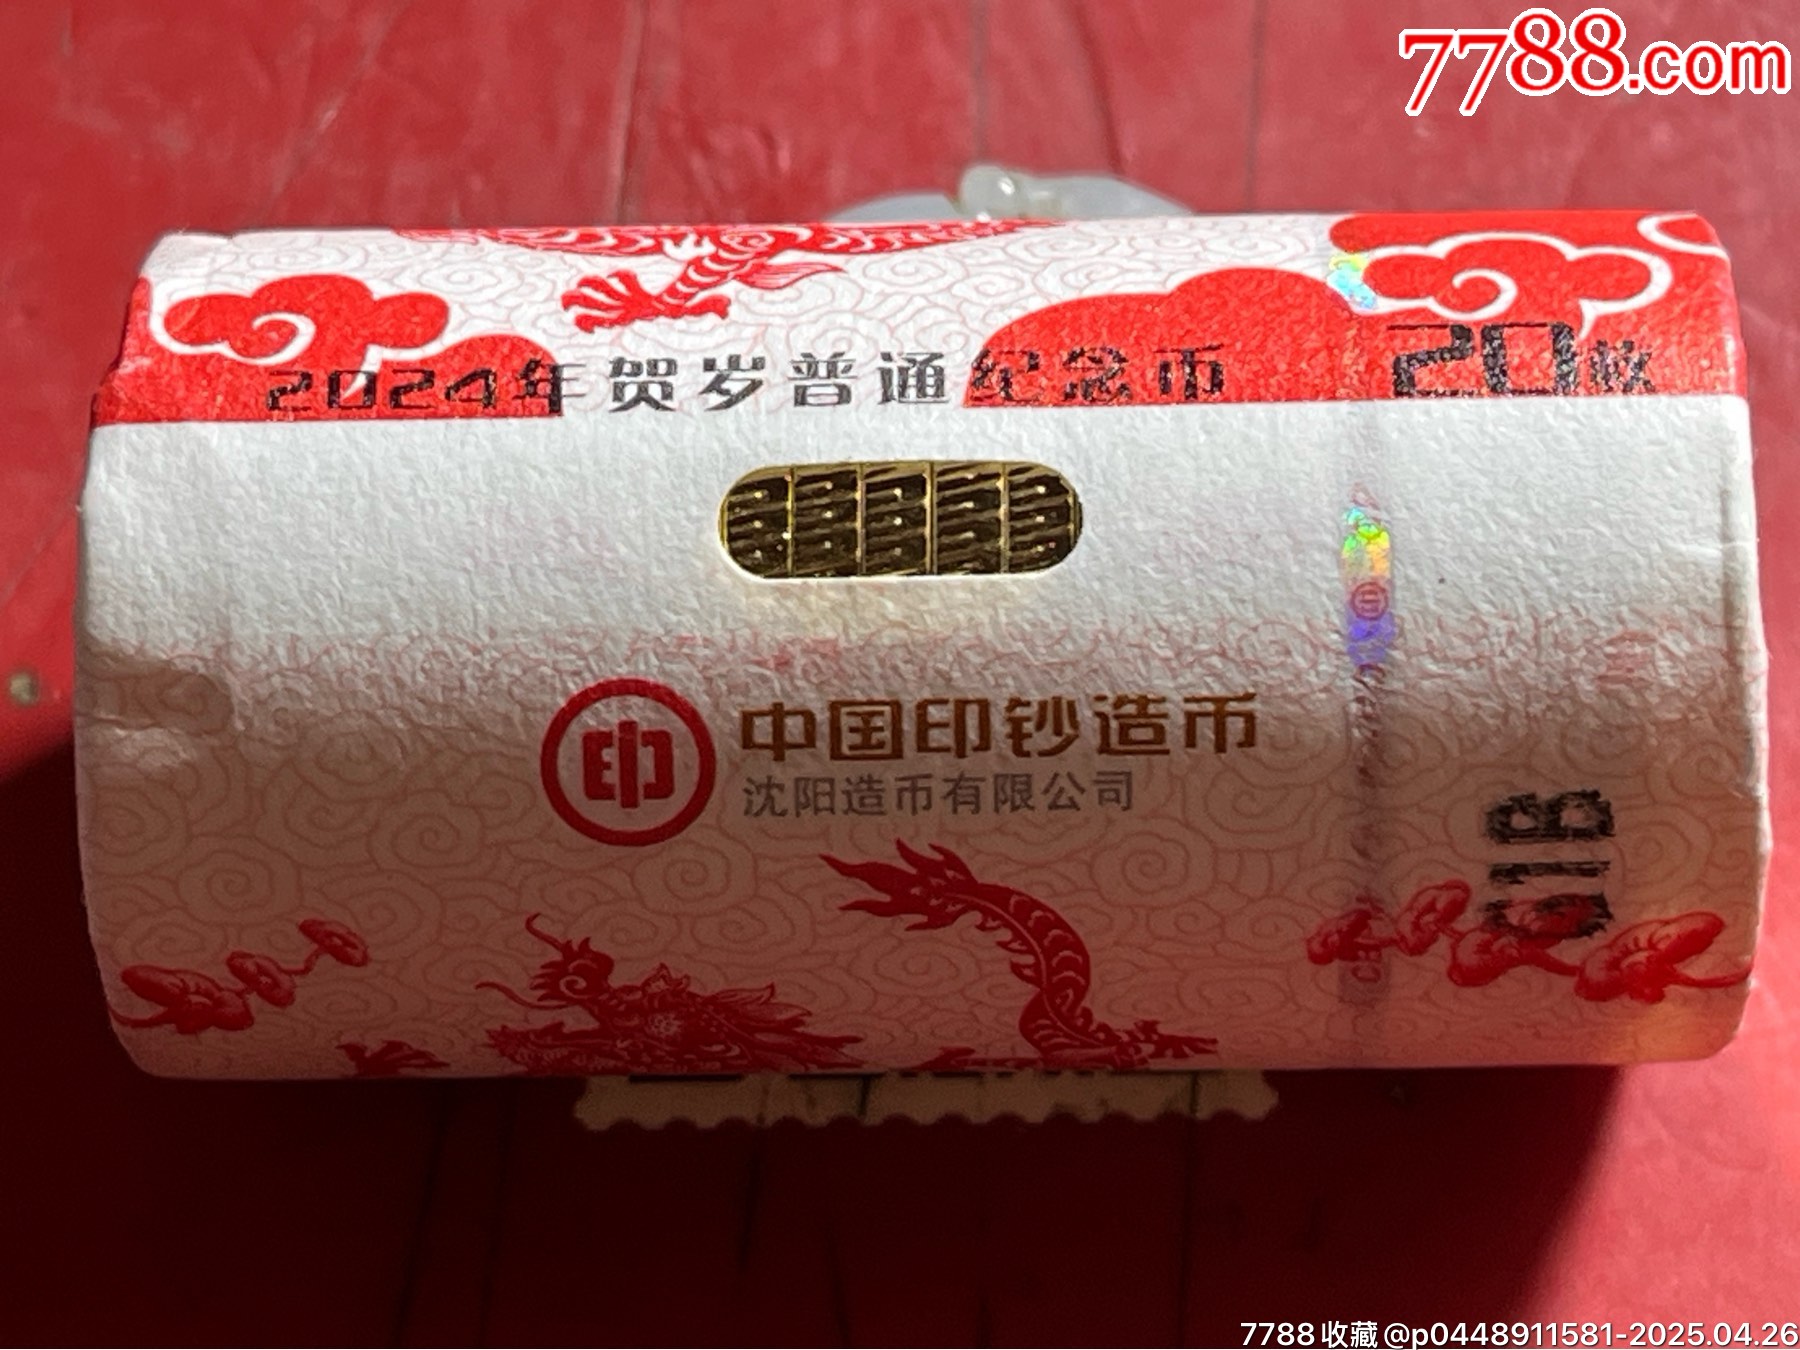 7788.com
2024年贺岁普通纪念币 20枚
中国印钞造币
沈阳造币有限公司
G1B
7788收藏@p0448911581-2025.04.26